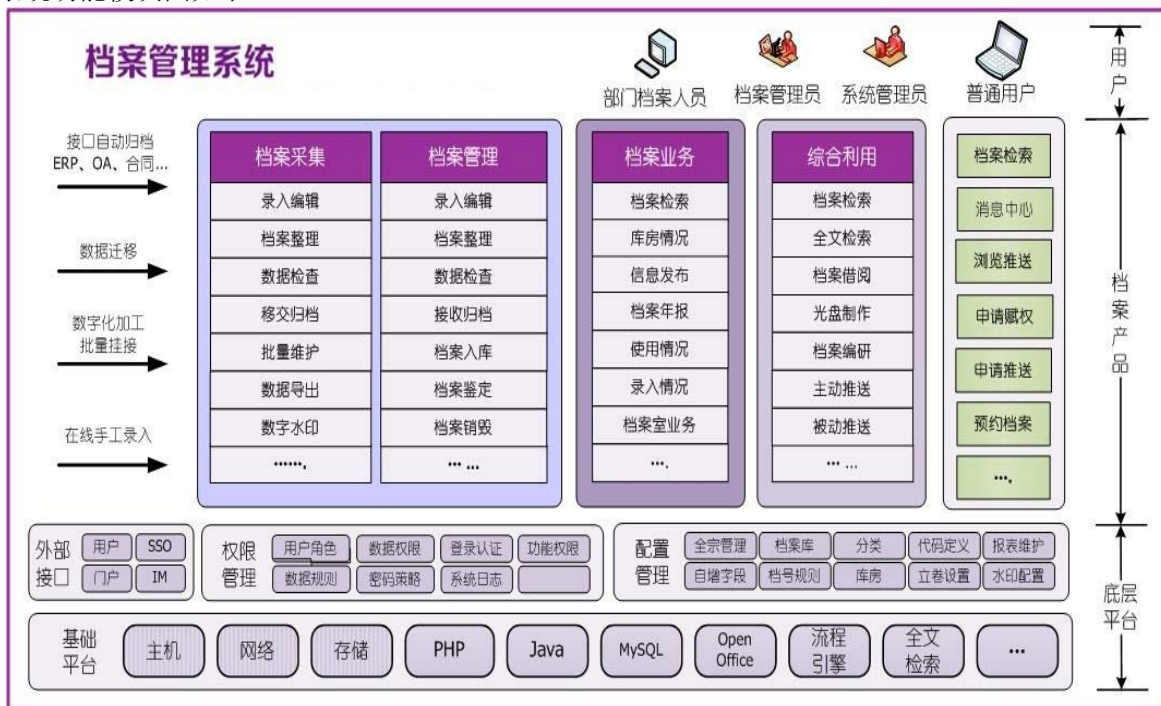 档案管理系统
部门档案人员
档案管理员
系统管理员
普通用户
用户
接口自动归档
ERP、OA、合同...
数据迁移
数字化加工
批量挂接
在线手工录入
档案采集
录入编辑
档案整理
数据检查
移交归档
批量维护
数据导出
数字水印
…….
档案管理
录入编辑
档案整理
数据检查
接收归档
档案入库
档案鉴定
档案销毁
… …
档案业务
档案检索
库房情况
信息发布
档案年报
使用情况
录入情况
档案室业务
….
综合利用
档案检索
全文检索
档案借阅
光盘制作
档案编研
主动推送
被动推送
… …
档案检索
消息中心
浏览推送
申请赋权
申请推送
预约档案
….
档案产品
外部
接口
用户
SSO
门户
IM
权限
管理
用户角色
数据权限
登录认证
功能权限
数据规则
密码策略
系统日志
配置
管理
全宗管理
档案库
分类
代码定义
报表维护
自增字段
档号规则
库房
立卷设置
水印配置
底层
平台
基础
平台
主机
网络
存储
PHP
Java
MySQL
Open
Office
流程
引擎
全文
检索
…